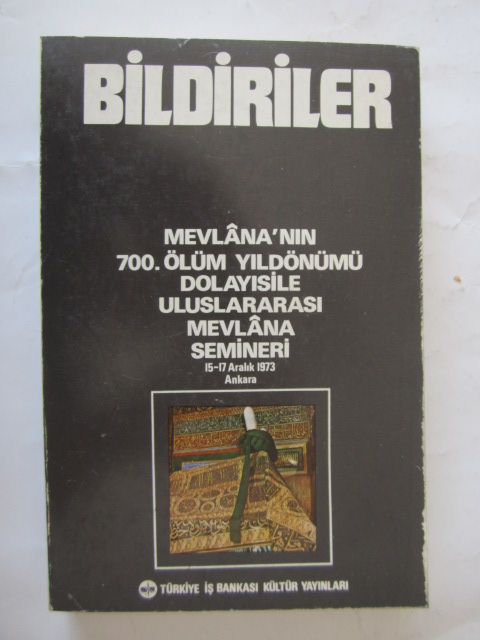 BİLDİRİLER
MEVLÂNA'NIN
700. ÖLÜM YILDÖNÜMÜ
DOLAYISİLE
ULUSLARARASI
MEVLÂNA
SEMİNERİ
15-17 Aralık 1973
Ankara
TÜRKİYE İŞ BANKASI KÜLTÜR YAYINLARI